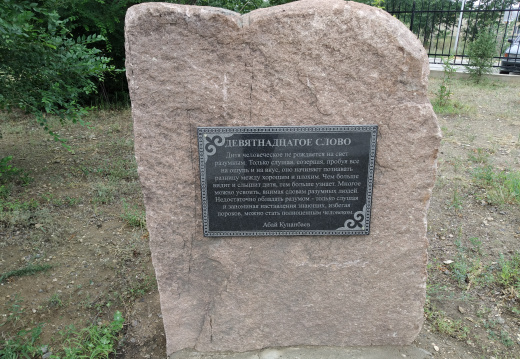 ДЕВЯТНАДЦАТОЕ СЛОВО
Дитя человеческое не рождается на свет
разумным. Только слушая, созерцая, пробуя все
на ощупь и на вкус, оно начинает познавать
разницу между хорошим и плохим. Чем больше
видит и слышит дитя, тем больше узнает. Многое
можно усвоить, внимая словам разумных людей.
Недостаточно обладать разумом - только слушая
и запоминая наставления знающих, избегая
пороков, можно стать полноценным человеком.
Абай Кунанбаев